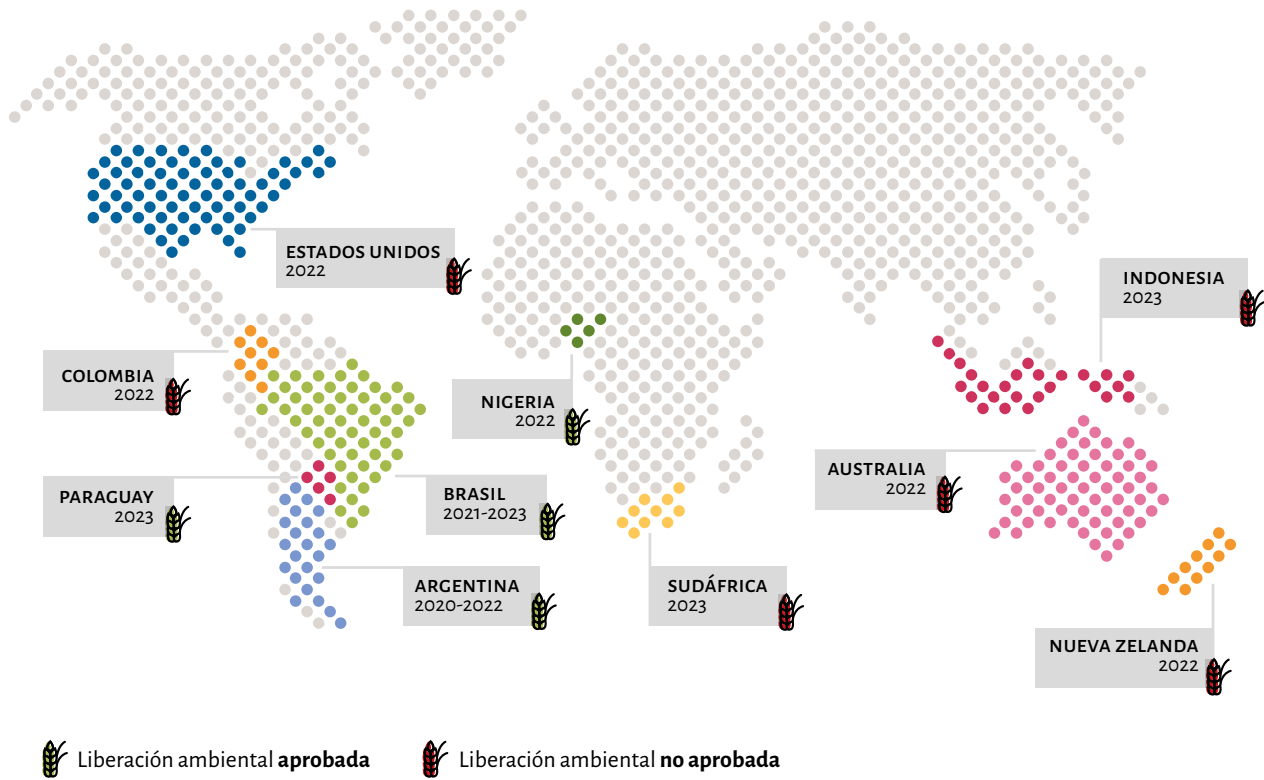 ESTADOS UNIDOS
2022
INDONESIA
2023
COLOMBIA
2022
NIGERIA
2022
AUSTRALIA
2022
PARAGUAY
2023
BRASIL
2021-2023
ARGENTINA
2020-2022
SUDÁFRICA
2023
NUEVA ZELANDA
2022
Liberación ambiental aprobada
Liberación ambiental no aprobada